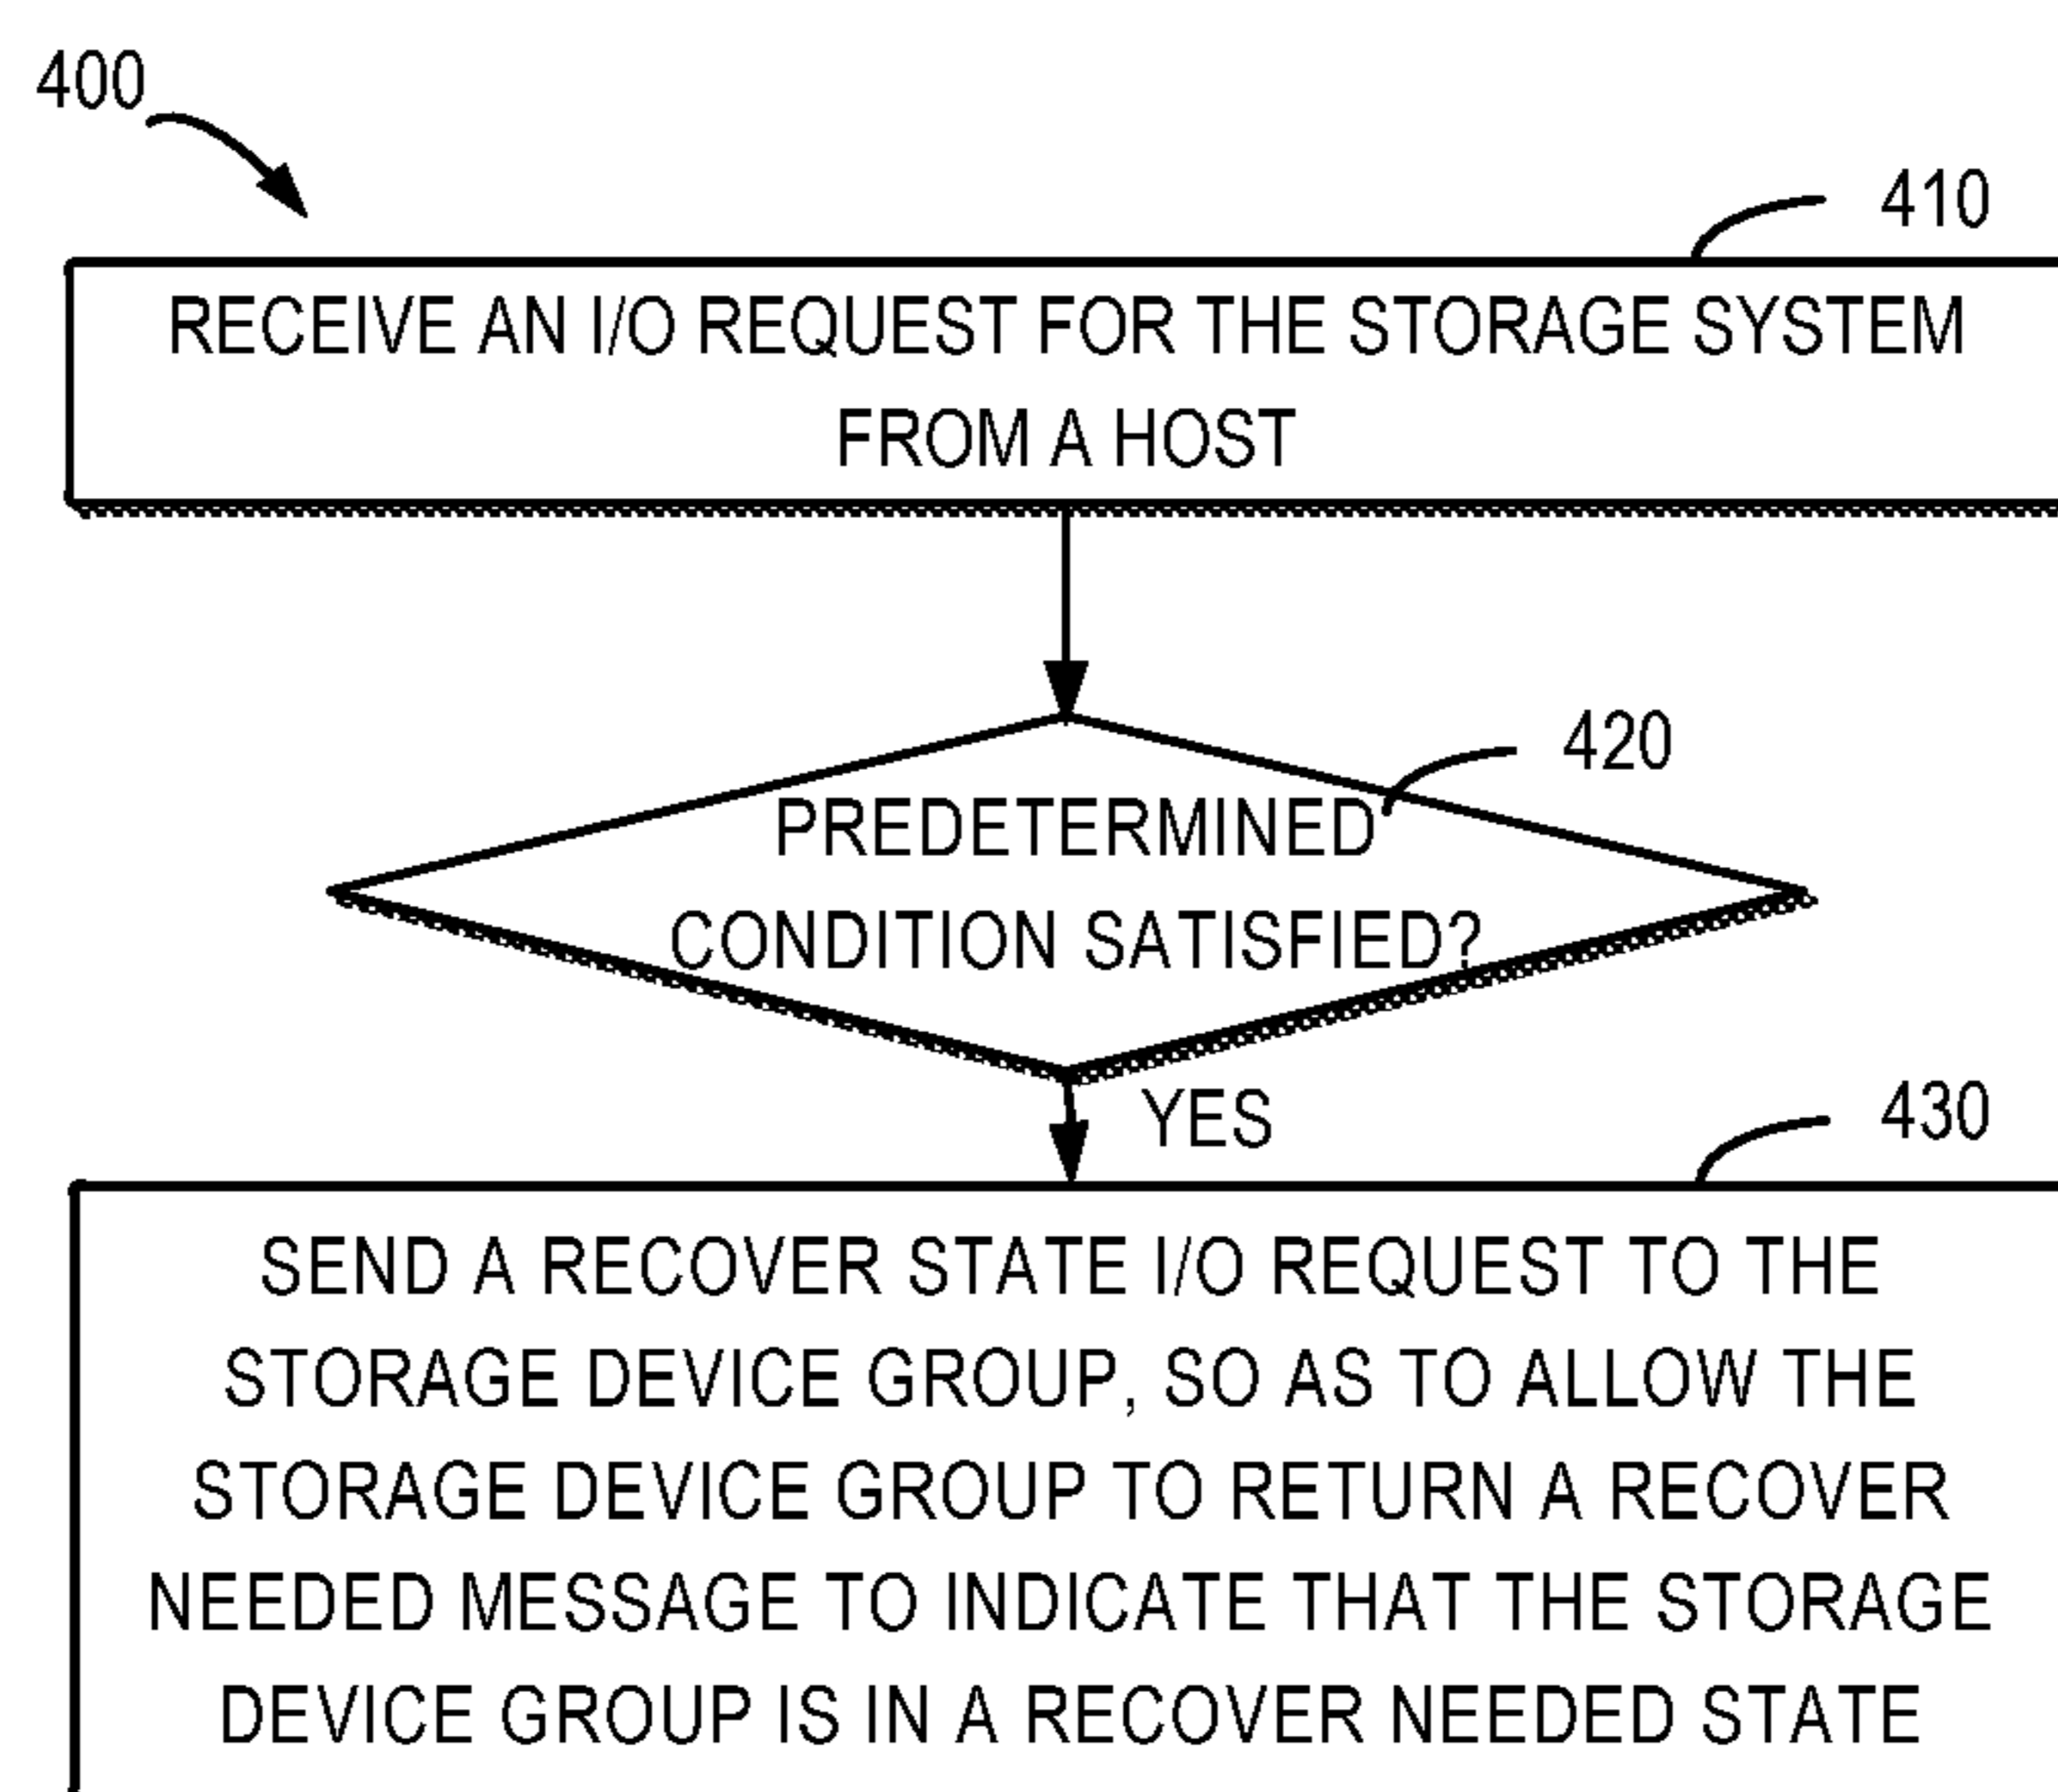 400
410
RECEIVE AN I/O REQUEST FOR THE STORAGE SYSTEM
FROM A HOST
420
PREDETERMINED
CONDITION SATISFIED?
YES
430
SEND A RECOVER STATE I/O REQUEST TO THE
STORAGE DEVICE GROUP, SO AS TO ALLOW THE
STORAGE DEVICE GROUP TO RETURN A RECOVER
NEEDED MESSAGE TO INDICATE THAT THE STORAGE
DEVICE GROUP IS IN A RECOVER NEEDED STATE